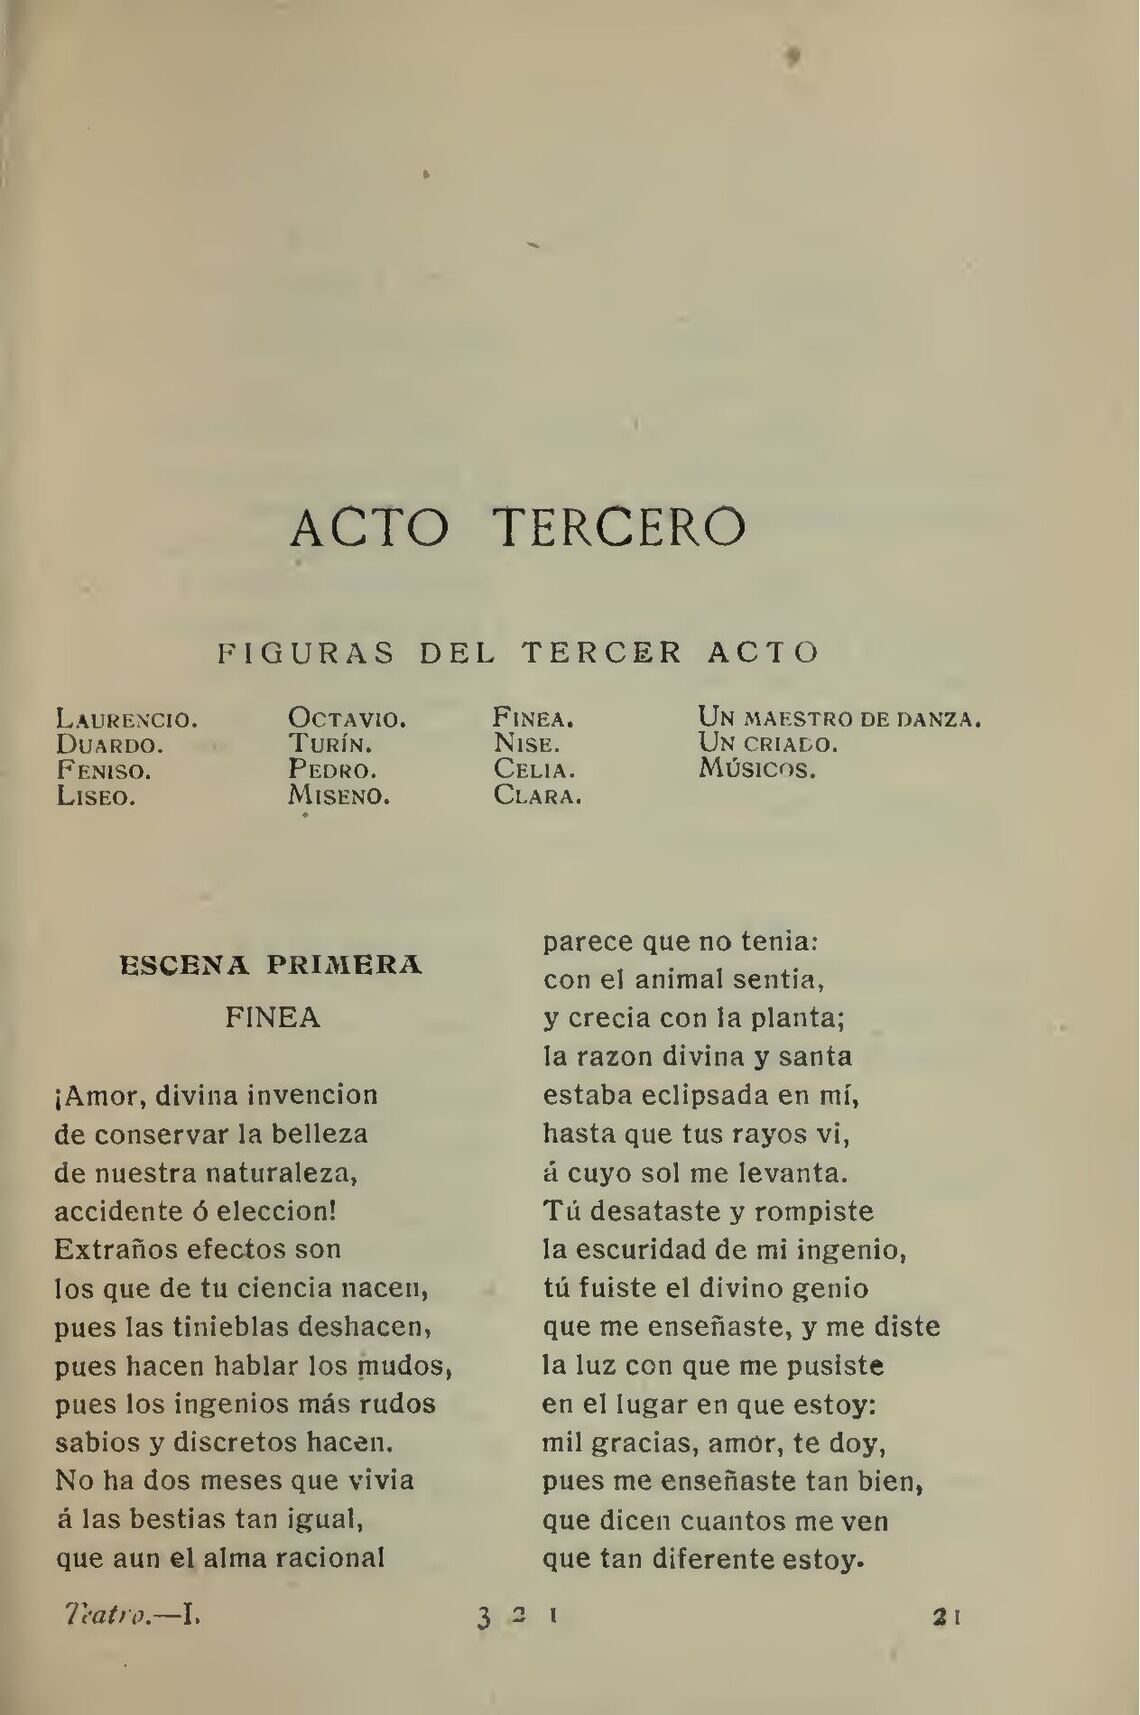 ACTO TERCERO
FIGURAS DEL TERCER ACTO
LAURENCIO.
DUARDO.
FENISO.
LISEO.
OCTAVIO.
TURÍN.
PEDRO.
MISENO.
FINEA.
NISE.
CELIA.
CLARA.
UN MAESTRO DE DANZA.
UN CRIADO.
MÚSICOS.
ESCENA PRIMERA
FINEA
¡Amor, divina invencion
de conservar la belleza
de nuestra naturaleza,
accidente ó eleccion!
Extraños efectos son
los que de tu ciencia nacen,
pues las tinieblas deshacen,
pues hacen hablar los mudos,
pues los ingenios más rudos
sabios y discretos hacen.
No ha dos meses que vivia
á las bestias tan igual,
que aun el alma racional
parece que no tenia:
con el animal sentia,
y crecia con la planta;
la razon divina y santa
estaba eclipsada en mí,
hasta que tus rayos vi,
á cuyo sol me levanta.
Tú desataste y rompiste
la escuridad de mi ingenio,
tú fuiste el divino genio
que me enseñaste, y me diste
la luz con que me pusiste
en el lugar en que estoy:
mil gracias, amor, te doy,
pues me enseñaste tan bien,
que dicen cuantos me ven
que tan diferente estoy.
Teatro.—I.
321
21